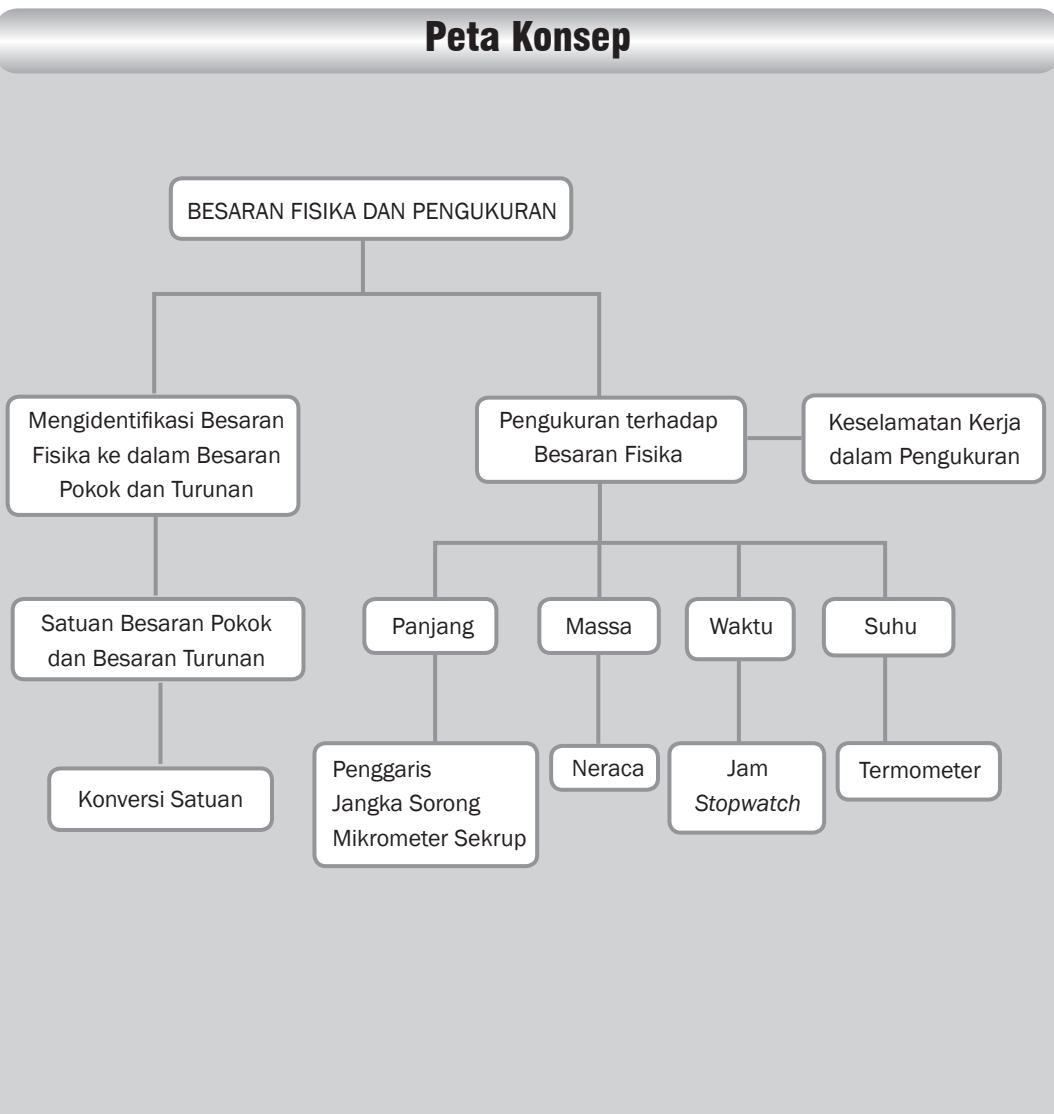 Peta Konsep
BESARAN FISIKA DAN PENGUKURAN
Mengidentifikasi Besaran
Fisika ke dalam Besaran
Pokok dan Turunan
Pengukuran terhadap
Besaran Fisika
Keselamatan Kerja
dalam Pengukuran
Satuan Besaran Pokok
dan Besaran Turunan
Panjang
Massa
Waktu
Suhu
Konversi Satuan
Penggaris
Jangka Sorong
Mikrometer Sekrup
Neraca
Jam
Stopwatch
Termometer